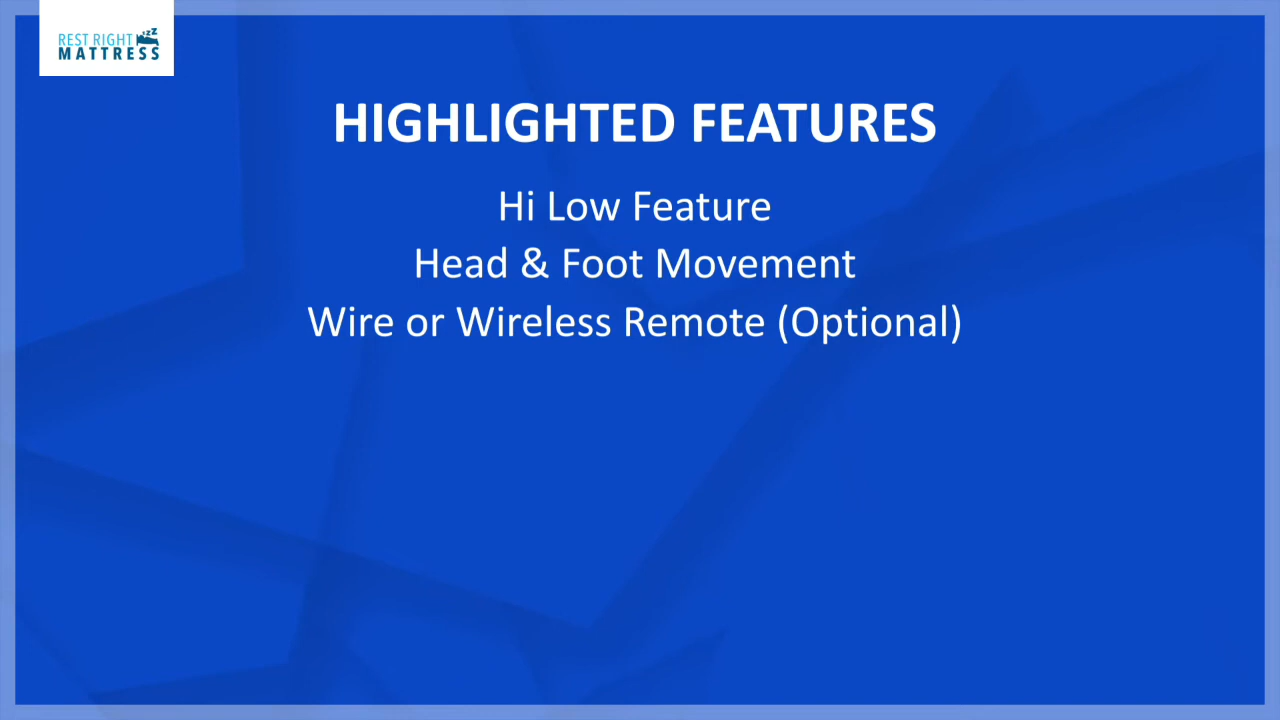 REST RIGHT
MATTRESS
HIGHLIGHTED FEATURES
Hi Low Feature
Head & Foot Movement
Wire or Wireless Remote (Optional)